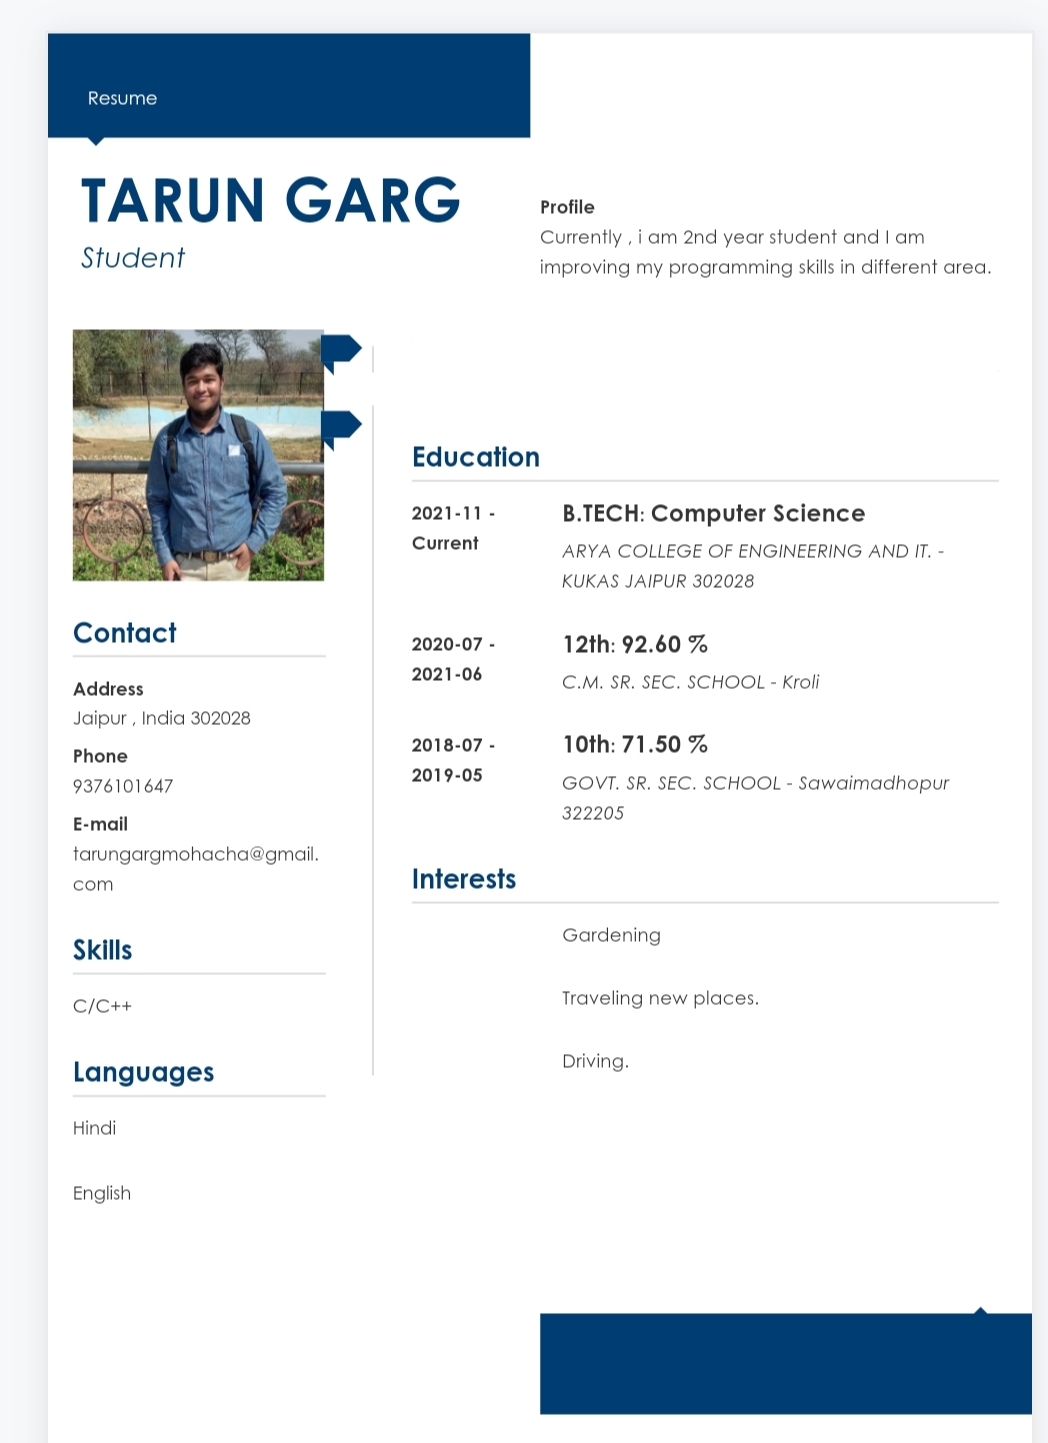 Resume
TARUN GARG
Student
Profile
Currently , i am 2nd year student and I am
improving my programming skills in different area.
Contact
Address
Jaipur , India 302028
Phone
9376101647
E-mail
tarungargmohacha@gmail.
com
Skills
C/C++
Languages
Hindi
English
Education
2021-11 -
Current
B.TECH: Computer Science
ARYA COLLEGE OF ENGINEERING AND IT. -
KUKAS JAIPUR 302028
2020-07 -
2021-06
12th: 92.60 %
C.M. SR. SEC. SCHOOL - Kroli
2018-07 -
2019-05
10th: 71.50 %
GOVT. SR. SEC. SCHOOL - Sawaimadhopur
322205
Interests
Gardening
Traveling new places.
Driving.